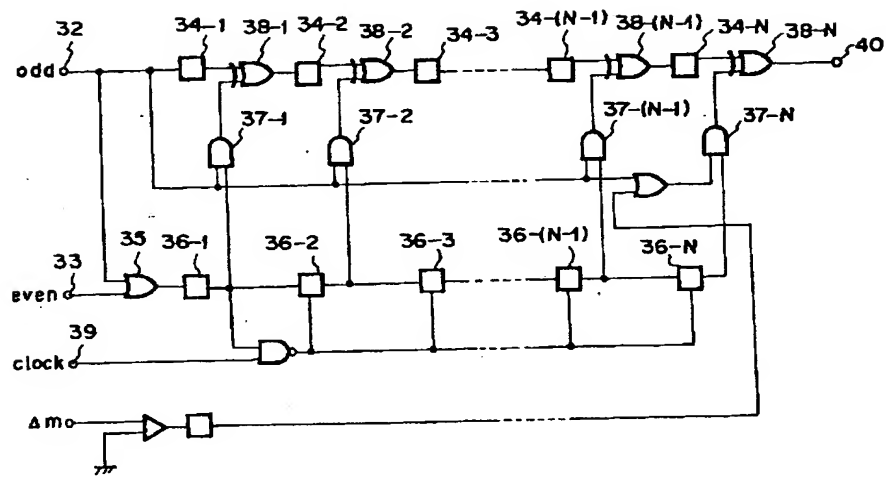 32 34-1 38-1 34-2 38-2 34-3 34-(N-1) 38-(N-1) 34-N 38-N 40
odd
37-1 37-2 37-(N-1) 37-N
33 35 36-1 36-2 36-3 36-(N-1) 36-N
even
39
clock
Δm